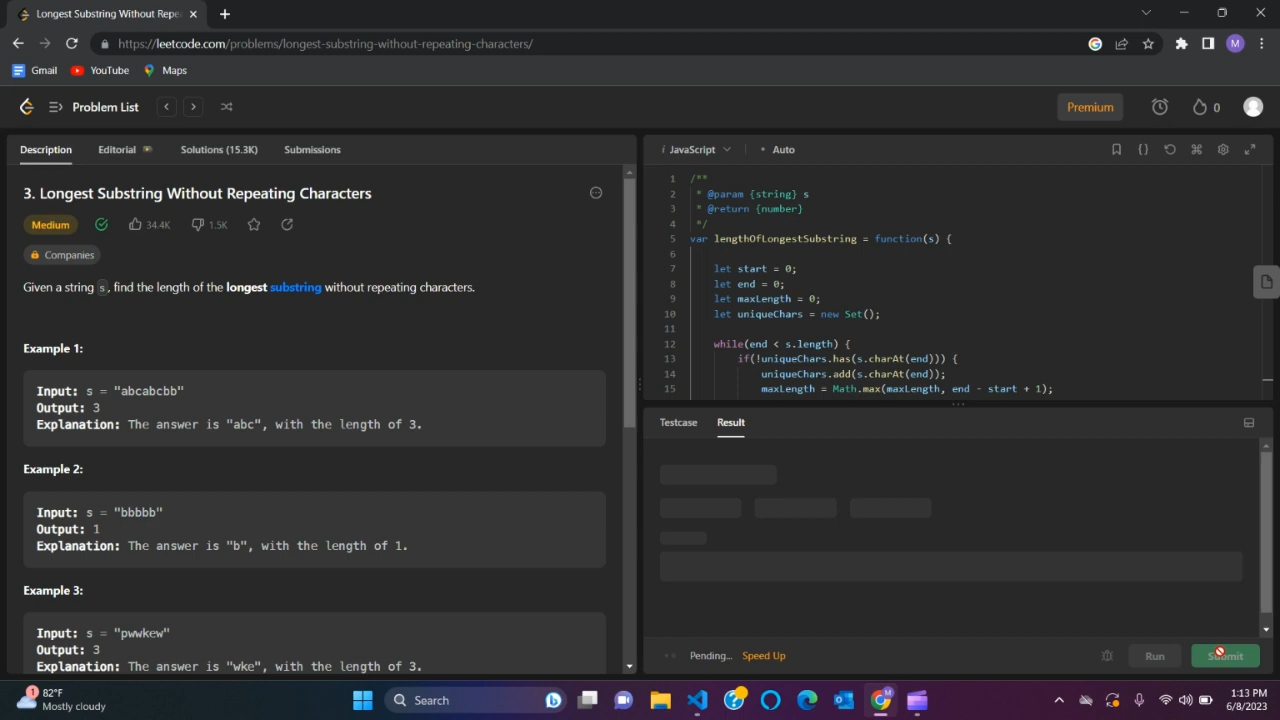 Longest Substring Without Repe
https://leetcode.com/problems/longest-substring-without-repeating-characters/
M
Gmail
YouTube
Maps
Problem List
Premium
0
Description
Editorial
Solutions (15.3K)
Submissions
3. Longest Substring Without Repeating Characters
Medium
34.4K
1.5K
Companies
Given a string s, find the length of the longest substring without repeating characters.
Example 1:
Input: s = "abcabcbb"
Output: 3
Explanation: The answer is "abc", with the length of 3.
Example 2:
Input: s = "bbbbb"
Output: 1
Explanation: The answer is "b", with the length of 1.
Example 3:
Input: s = "pwwkew"
Output: 3
Explanation: The answer is "wke", with the length of 3.
i JavaScript
Auto
1 /**
2 * @param {string} s
3 * @return {number}
4 */
5 var lengthOfLongestSubstring = function(s) {
6
7 let start = 0;
8 let end = 0;
9 let maxLength = 0;
10 let uniqueChars = new Set();
11
12 while(end < s.length) {
13 if(!uniqueChars.has(s.charAt(end))) {
14 uniqueChars.add(s.charAt(end));
15 maxLength = Math.max(maxLength, end - start + 1);
Testcase
Result
Pending...
Speed Up
Run
Submit
1
82°F
Mostly cloudy
Search
1:13 PM
6/8/2023